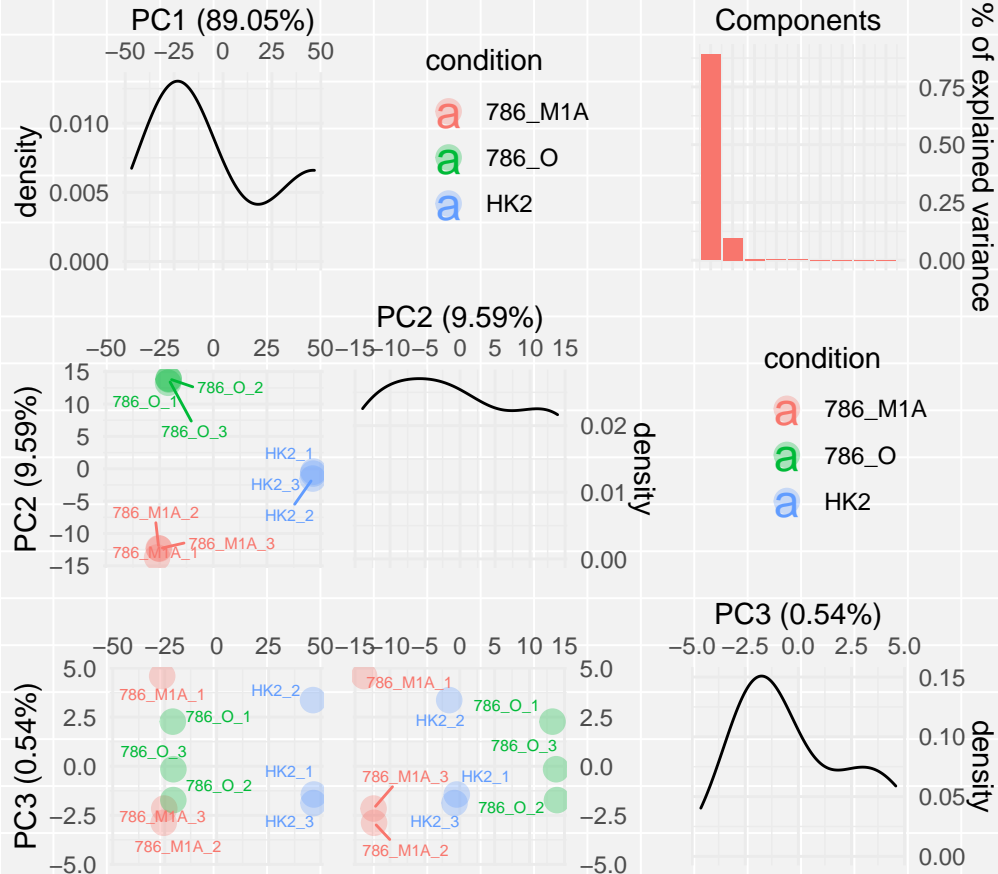 PC1 (89.05%)
−50 −25 0 25 50
density
0.010
0.005
0.000
condition
a 786_M1A
a 786_O
a HK2
Components
0.75
0.50
0.25
0.00
% of explained variance
PC2 (9.59%)
−50 −25 0 25 50
−15 −10 −5 0 5 10 15
PC2 (9.59%)
15
10
5
0
−5
−10
−15
786_O_2
786_O_1
786_O_3
HK2_1
HK2_3
HK2_2
786_M1A_2
786_M1A_3
786_M1A_1
0.02
0.01
0.00
density
condition
a 786_M1A
a 786_O
a HK2
PC3 (0.54%)
−50 −25 0 25 50
−15 −10 −5 0 5 10 15
−5.0 −2.5 0.0 2.5 5.0
PC3 (0.54%)
5.0
2.5
0.0
−2.5
−5.0
786_M1A_1
HK2_2
786_O_1
786_O_3
HK2_1
786_O_2
786_M1A_3
HK2_3
786_M1A_2
786_M1A_1
786_O_1
HK2_2
786_O_3
786_M1A_3
HK2_1
786_O_2
HK2_3
786_M1A_2
5.0
2.5
0.0
−2.5
−5.0
0.15
0.10
0.05
0.00
density